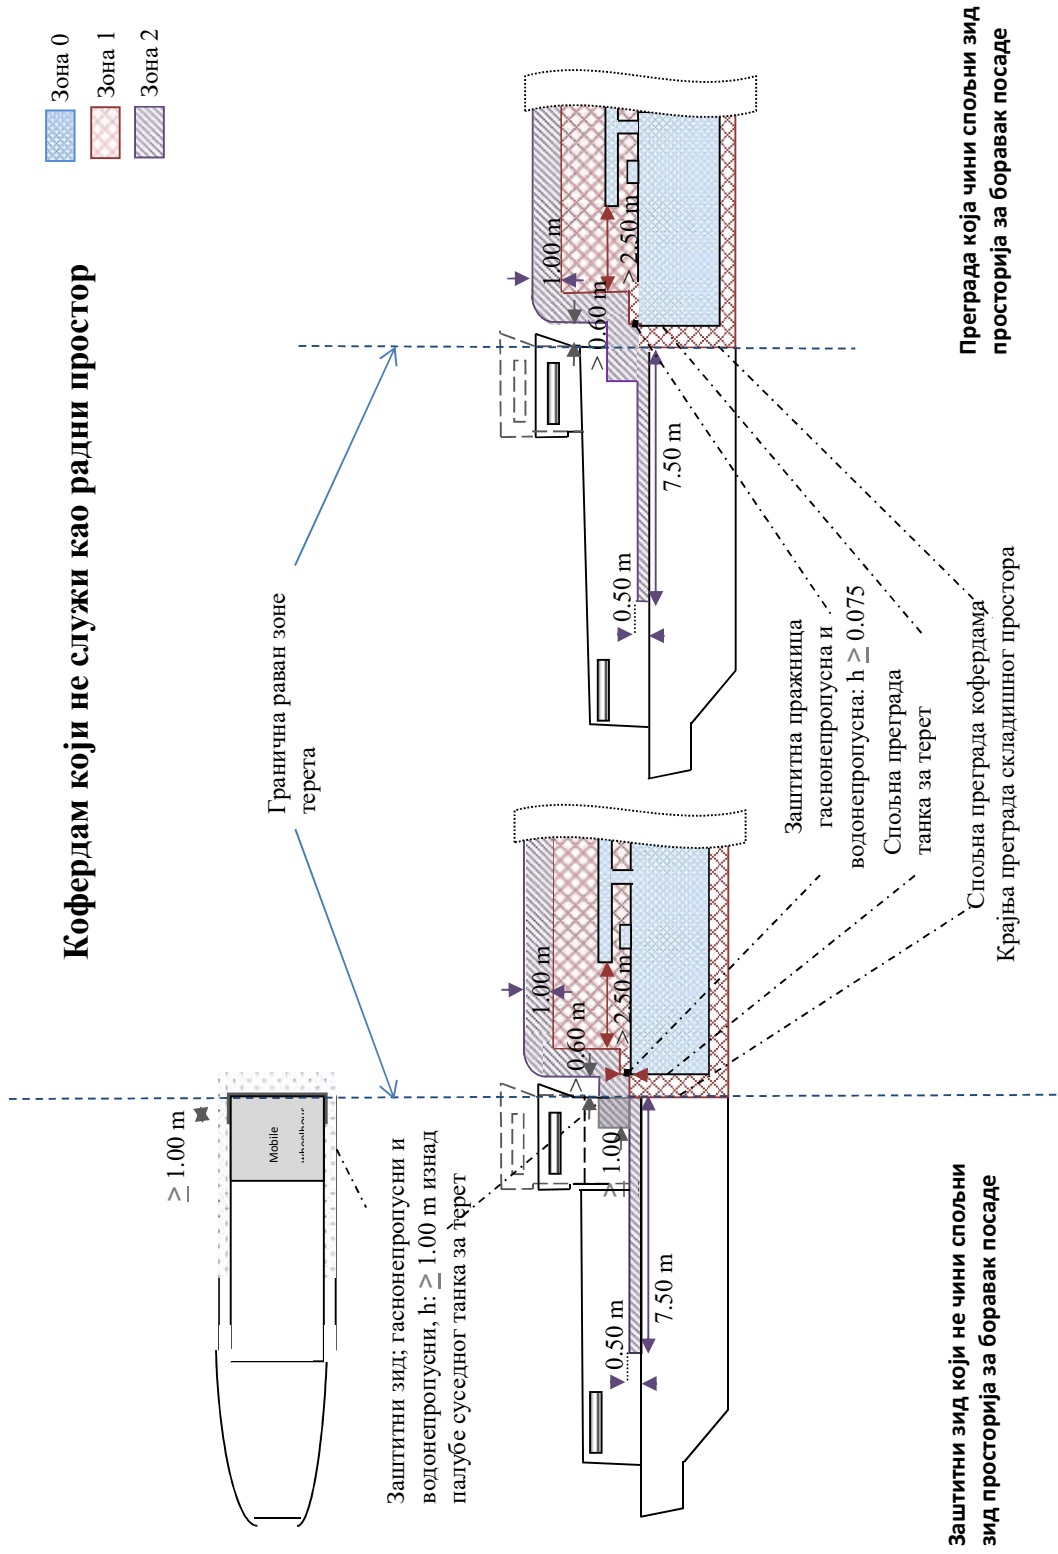 Кофердам који не служи као радни простор
Зона 0
Зона 1
Зона 2
Гранична раван зоне
терета
≥ 1.00 m
Mobile
wheelhous
Заштитни зид; гаснонепропусни и
водонепропусни, h: ≥ 1.00 m изнад
палубе суседног танка за терет
1.00 m
> 0.60 m
> 2.50 m
> 1.00
0.50 m
7.50 m
1.00 m
> 0.60 m
> 2.50 m
0.50 m
7.50 m
Заштитна пражница
гаснонепропусна и
водонепропусна: h ≥ 0.075
Спољна преграда
танка за терет
Спољна преграда кофердама
Крајња преграда складишног простора
Заштитни зид који не чини спољни
зид просторија за боравак посаде
Преграда која чини спољни зид
просторија за боравак посаде